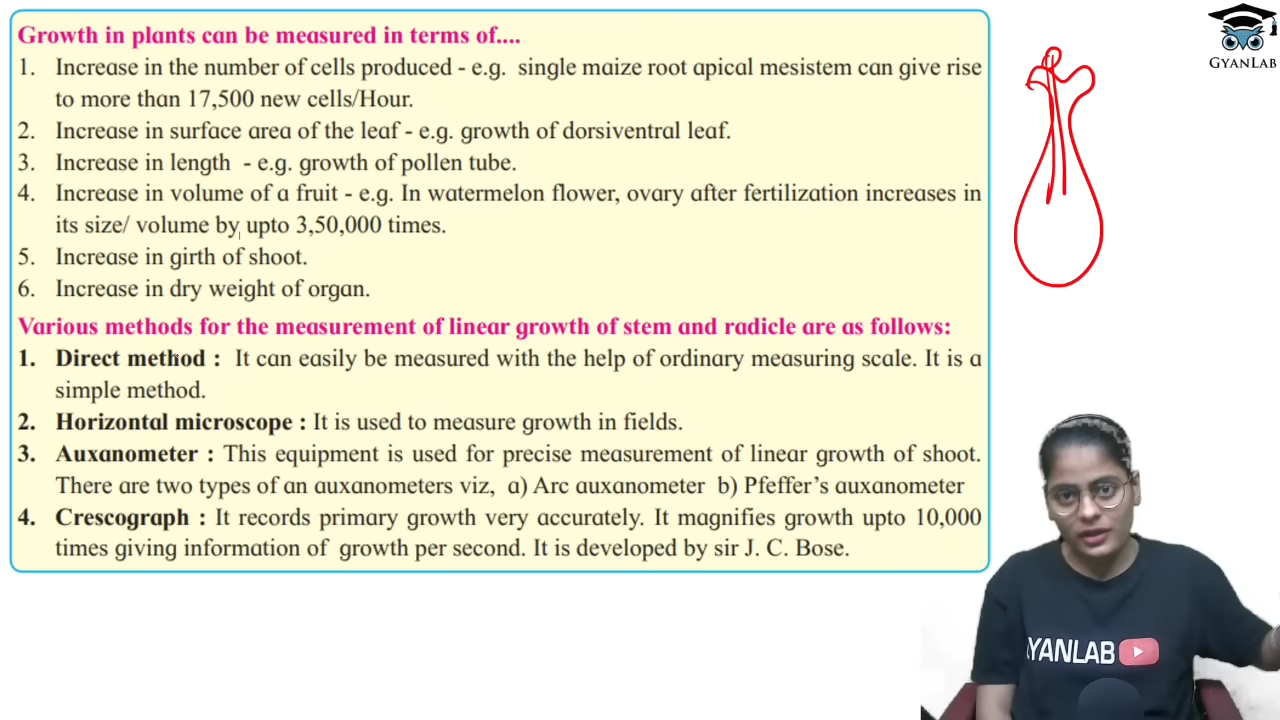 Growth in plants can be measured in terms of....
1. Increase in the number of cells produced - e.g. single maize root apical mesistem can give rise
to more than 17,500 new cells/Hour.
2. Increase in surface area of the leaf - e.g. growth of dorsiventral leaf.
3. Increase in length - e.g. growth of pollen tube.
4. Increase in volume of a fruit - e.g. In watermelon flower, ovary after fertilization increases in
its size/ volume by upto 3,50,000 times.
5. Increase in girth of shoot.
6. Increase in dry weight of organ.
Various methods for the measurement of linear growth of stem and radicle are as follows:
1. Direct method : It can easily be measured with the help of ordinary measuring scale. It is a
simple method.
2. Horizontal microscope : It is used to measure growth in fields.
3. Auxanometer : This equipment is used for precise measurement of linear growth of shoot.
There are two types of an auxanometers viz, a) Arc auxanometer b) Pfeffer's auxanometer
4. Crescograph : It records primary growth very accurately. It magnifies growth upto 10,000
times giving information of growth per second. It is developed by sir J. C. Bose.
GYANLAB
YANLAB